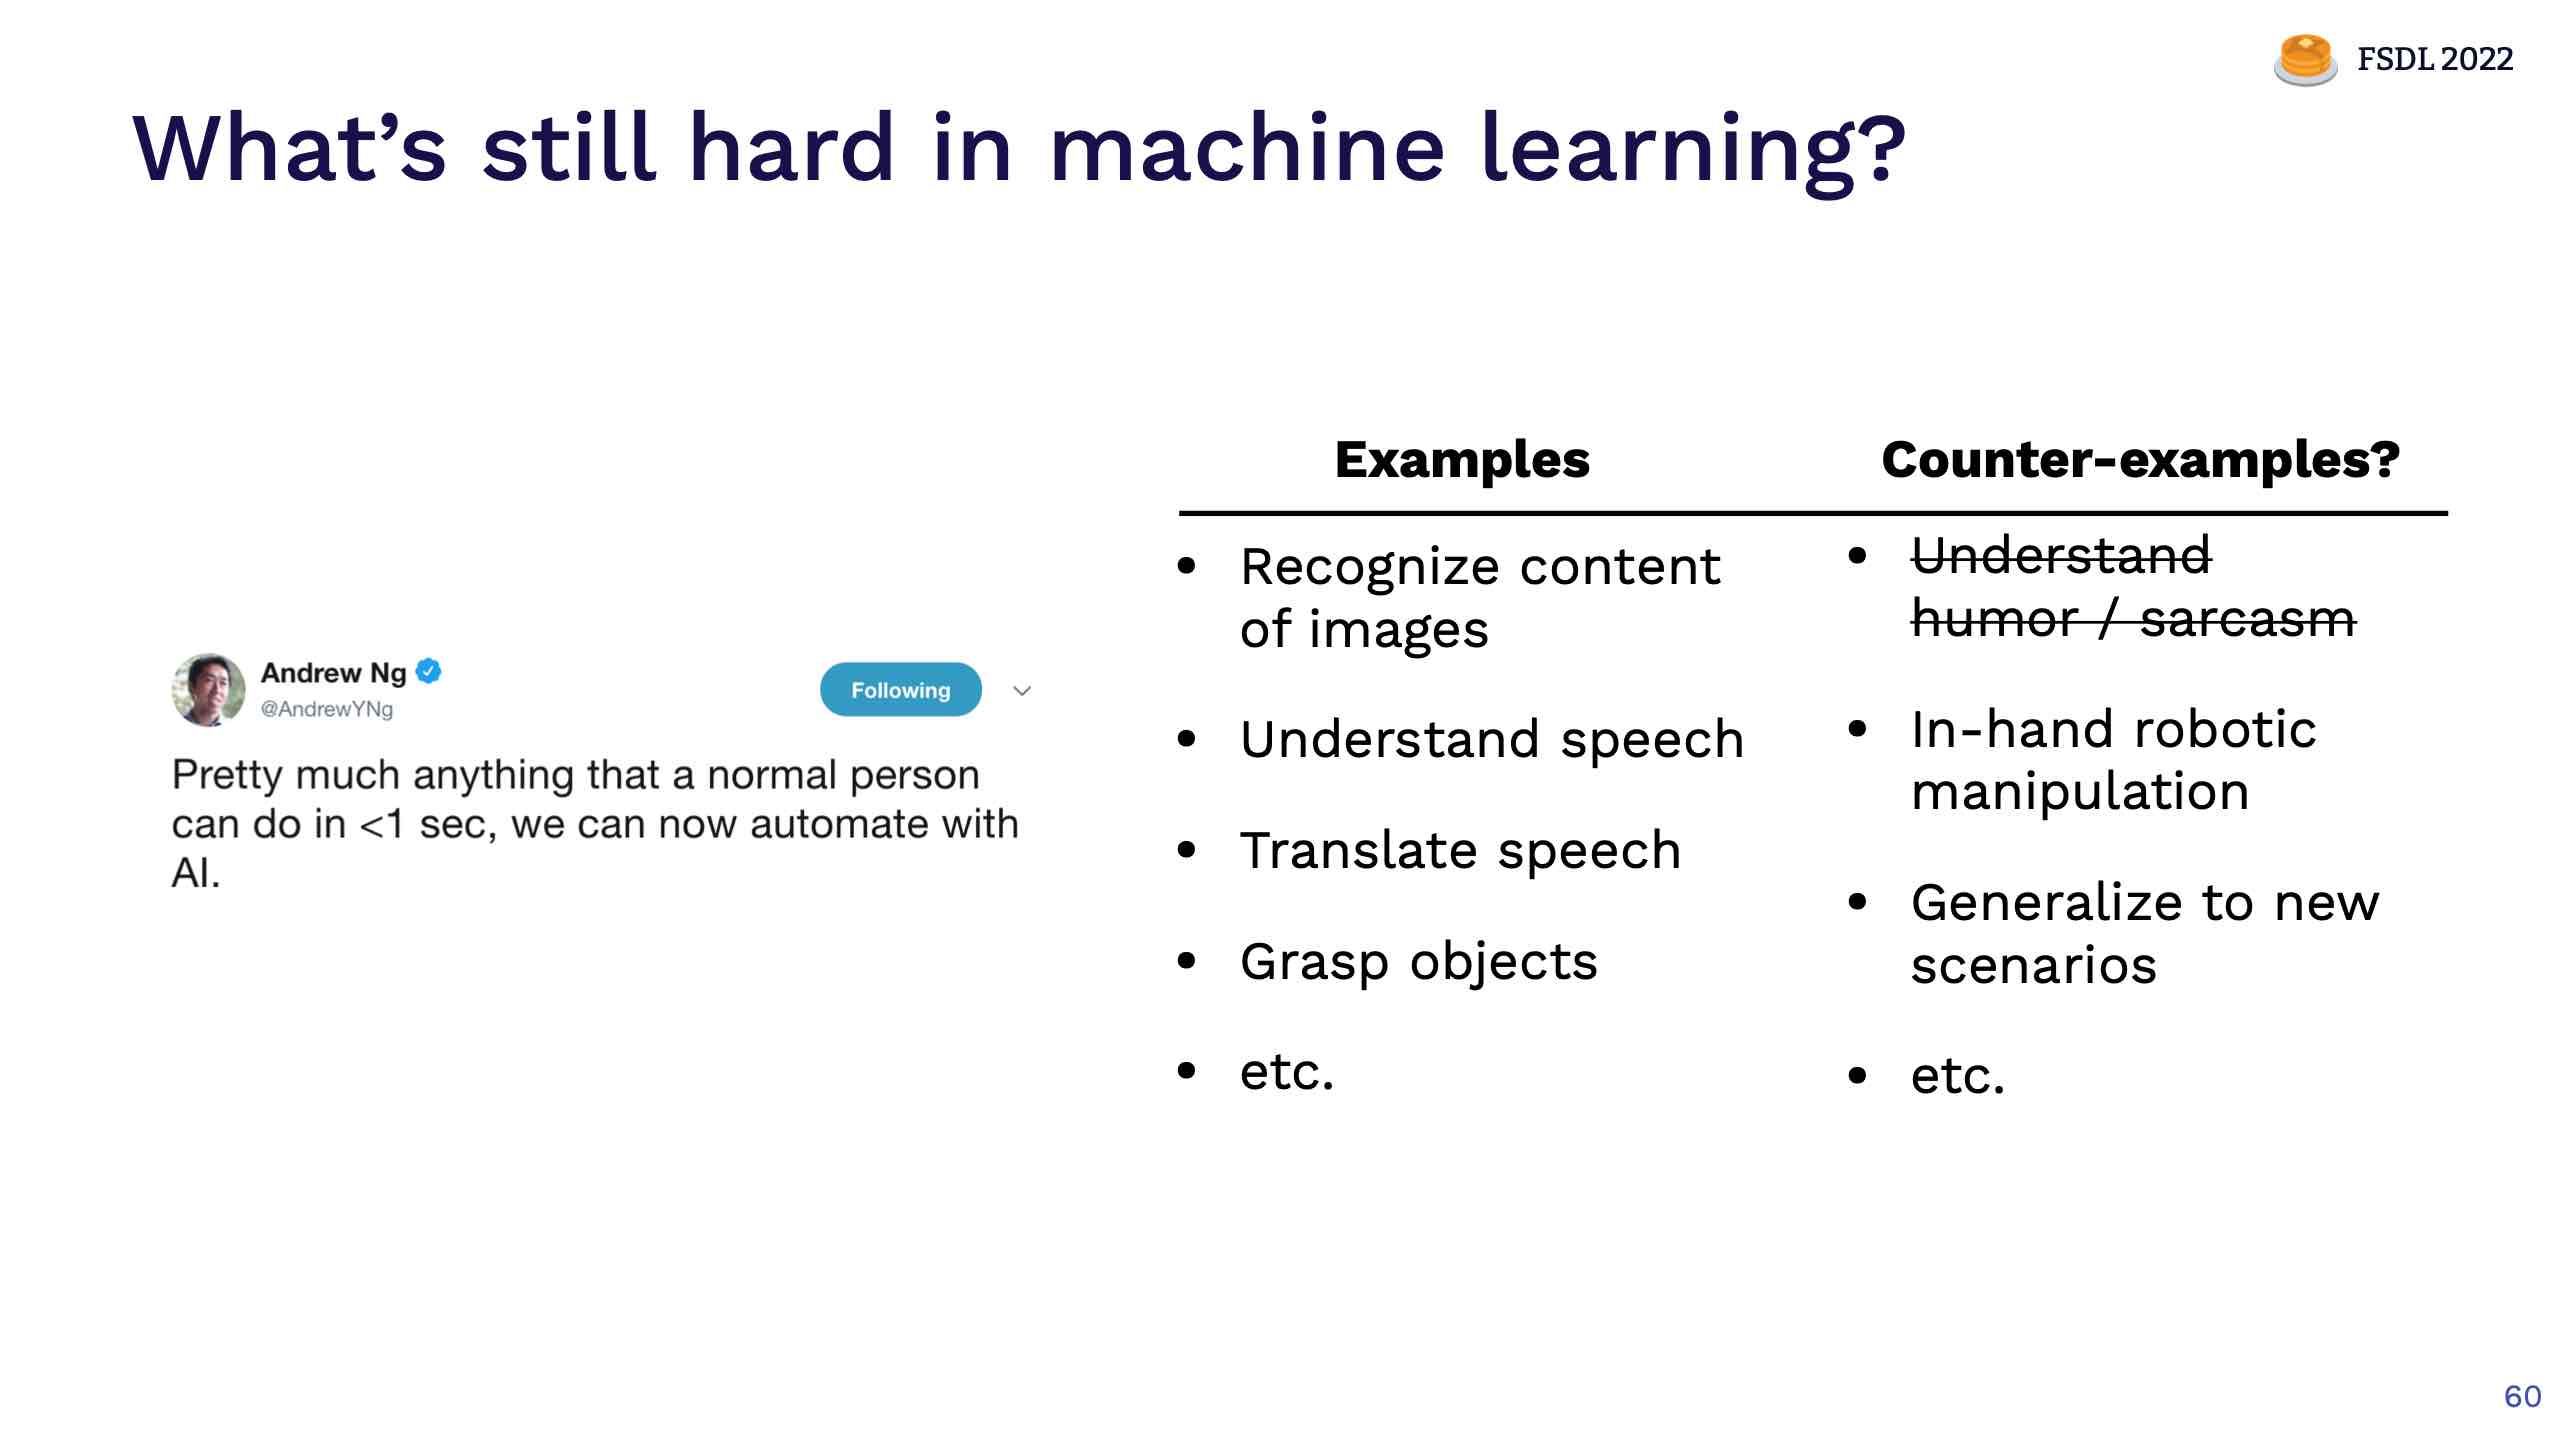 FSDL 2022
What's still hard in machine learning?
Andrew Ng
@AndrewYNg
Following
Pretty much anything that a normal person
can do in <1 sec, we can now automate with
AI.
Examples
• Recognize content
of images
• Understand speech
• Translate speech
• Grasp objects
• etc.
Counter-examples?
• Understand
humor / sarcasm
• In-hand robotic
manipulation
• Generalize to new
scenarios
• etc.
60